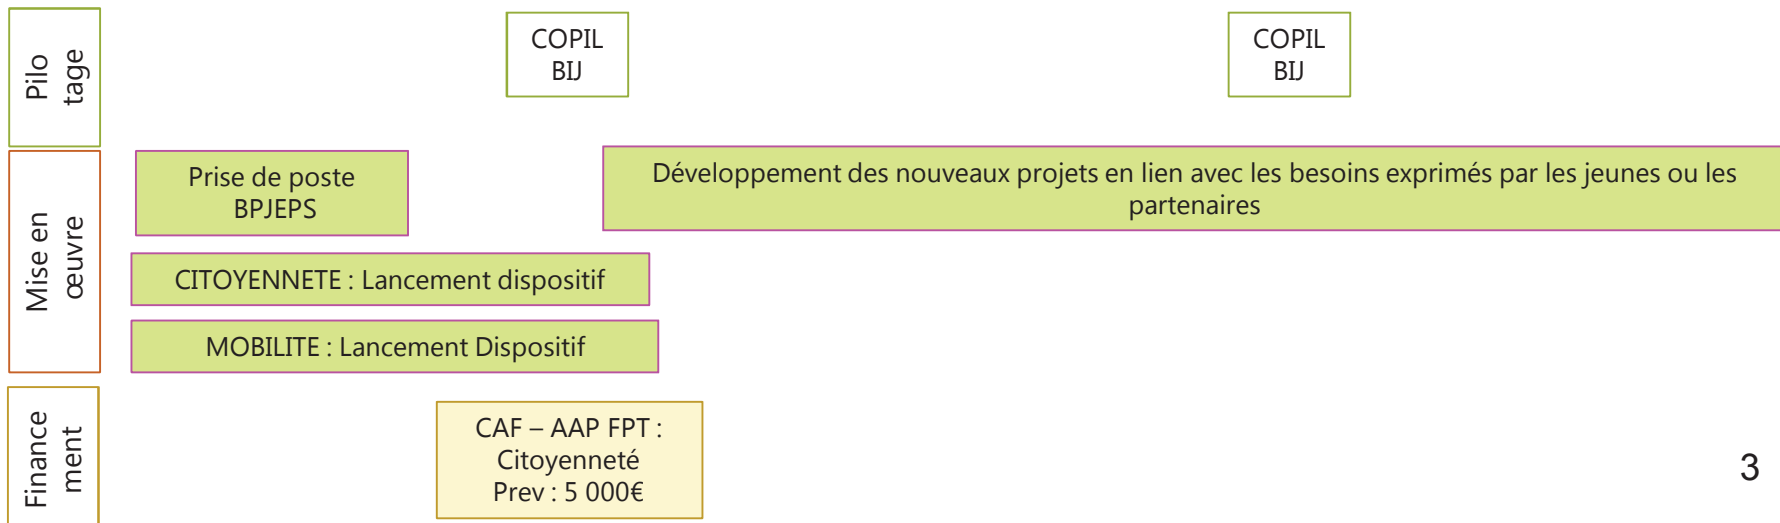 Pilo
tage
COPIL
BIJ
COPIL
BIJ
Mise en
œuvre
Prise de poste
BPJEPS
Développement des nouveaux projets en lien avec les besoins exprimés par les jeunes ou les
partenaires
CITOYENNETE : Lancement dispositif
MOBILITE : Lancement Dispositif
Finance
ment
CAF – AAP FPT :
Citoyenneté
Prev : 5 000€
3